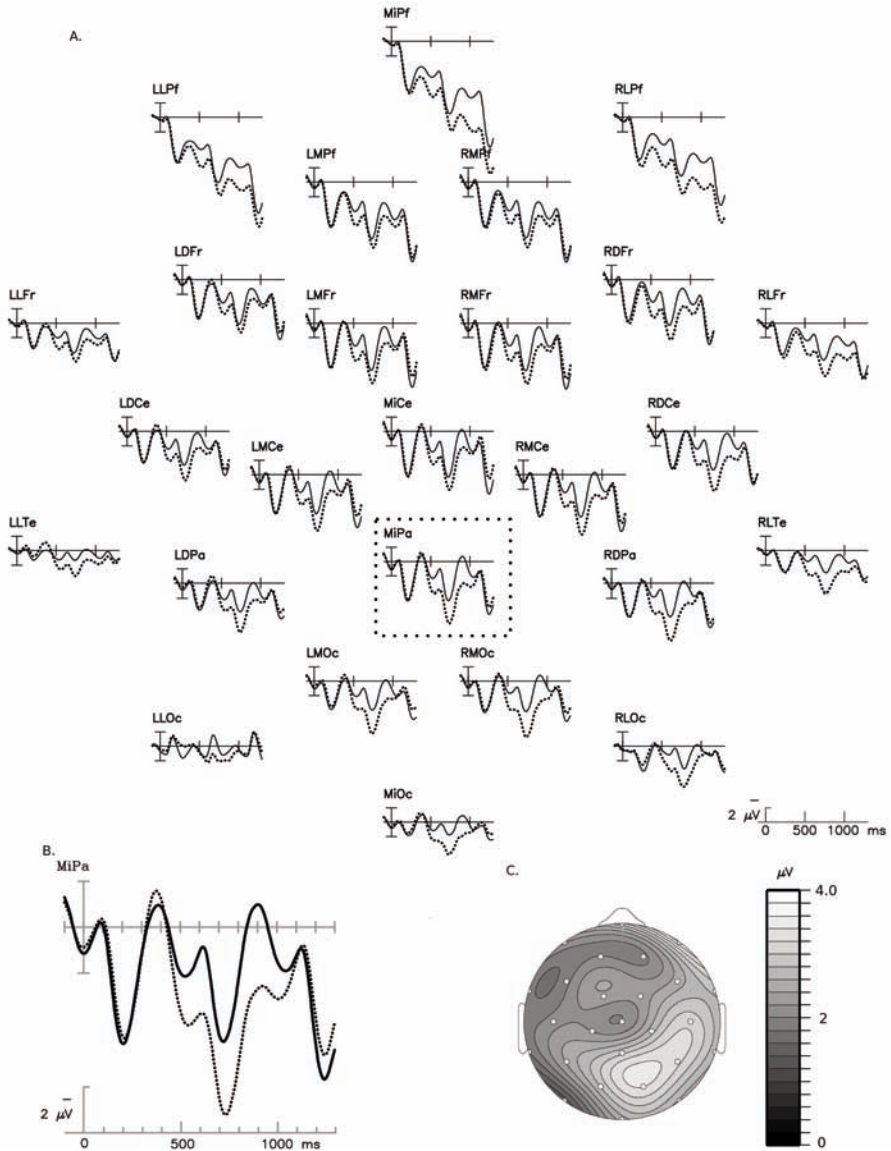 A.
MiPf
LLPf
RLPf
LMPf
RMPf
LDFr
RDFr
LLFr
LMFr
RMFr
RLFr
LDCe
MiCe
RDCe
LMCe
RMCe
LLTe
MiPa
RLTe
LDPa
RDPa
LMOc
RMOc
LLOc
RLOc
MiOc
2 µV
0 500 1000 ms
B.
MiPa
2 µV
0 500 1000 ms
C.
µV
4.0
2
0